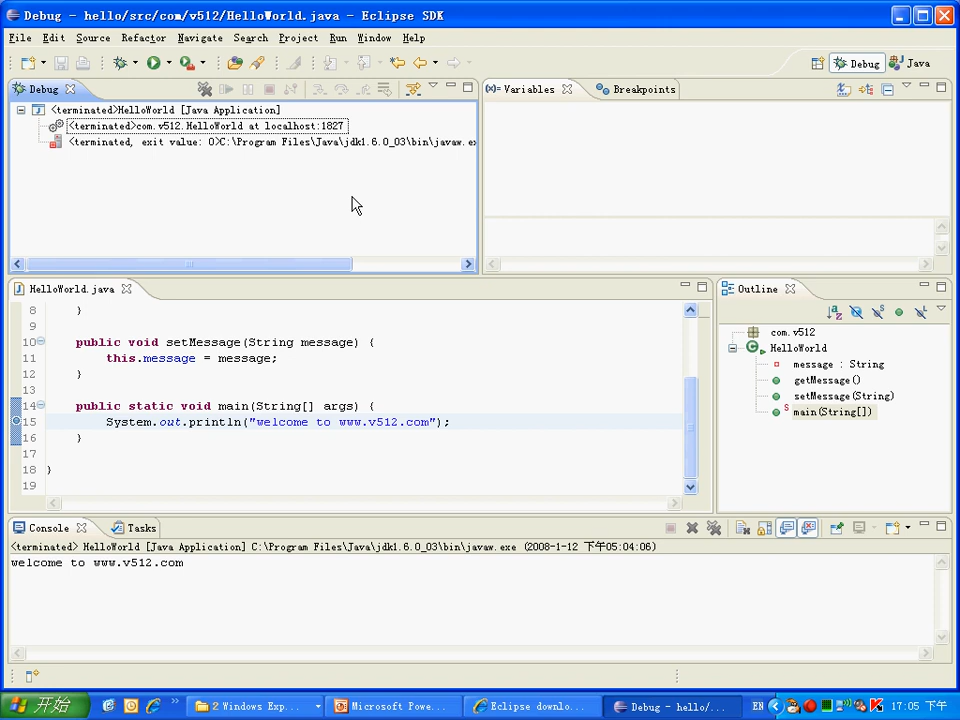 Debug - hello/src/com/v512/HelloWorld.java - Eclipse SDK
File Edit Source Refactor Navigate Search Project Run Window Help
Debug Java
Debug
Variables Breakpoints
<terminated>HelloWorld [Java Application]
<terminated>com.v512.HelloWorld at localhost:1827
<terminated, exit value: 0>C:\Program Files\Java\jdk1.6.0_03\bin\javaw.ex
HelloWorld.java
Outline
8 }
9
10 public void setMessage(String message) {
11 this.message = message;
12 }
13
14 public static void main(String[] args) {
15 System.out.println("welcome to www.v512.com");
16 }
17
18 }
19
com.v512
HelloWorld
message : String
getMessage()
setMessage(String)
main(String[])
Console Tasks
<terminated> HelloWorld [Java Application] C:\Program Files\Java\jdk1.6.0_03\bin\javaw.exe (2008-1-12 下午05:04:06)
welcome to www.v512.com
开始 2 Windows Exp... Microsoft Powe... Eclipse downlo... Debug - hello/... EN 17:05 下午